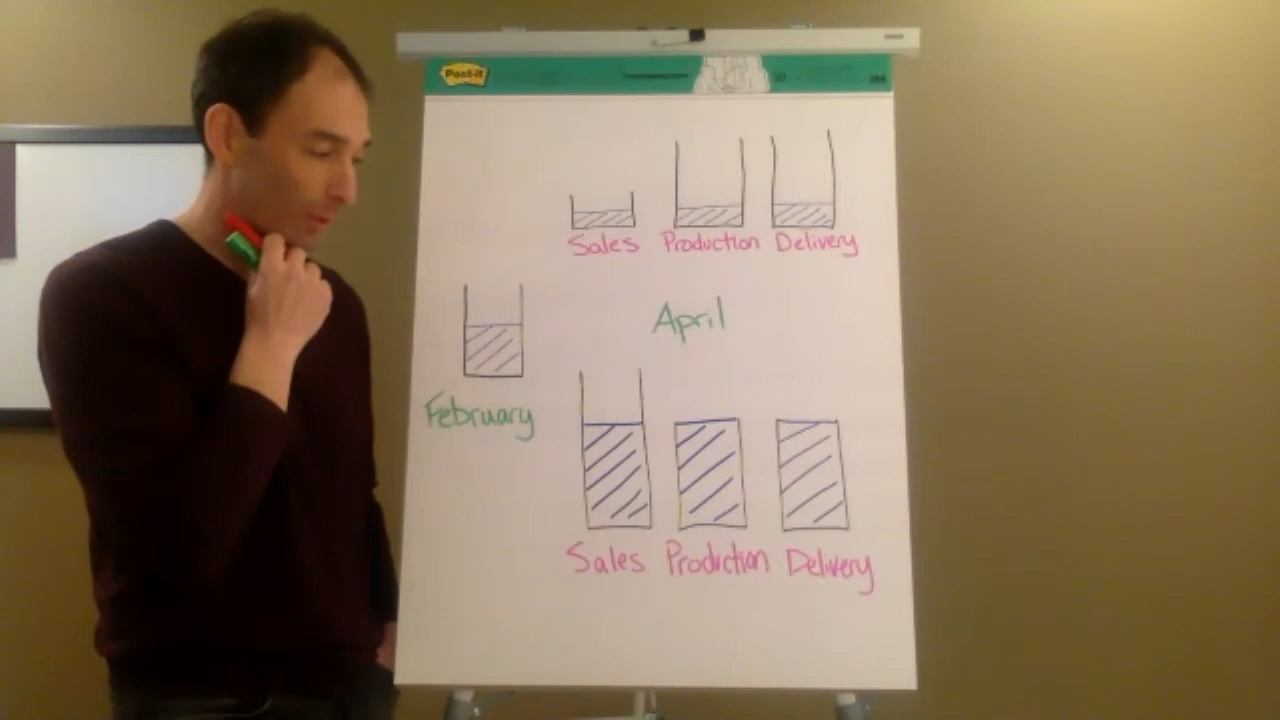 Post-it
Sales Production Delivery
April
February
Sales Production Delivery